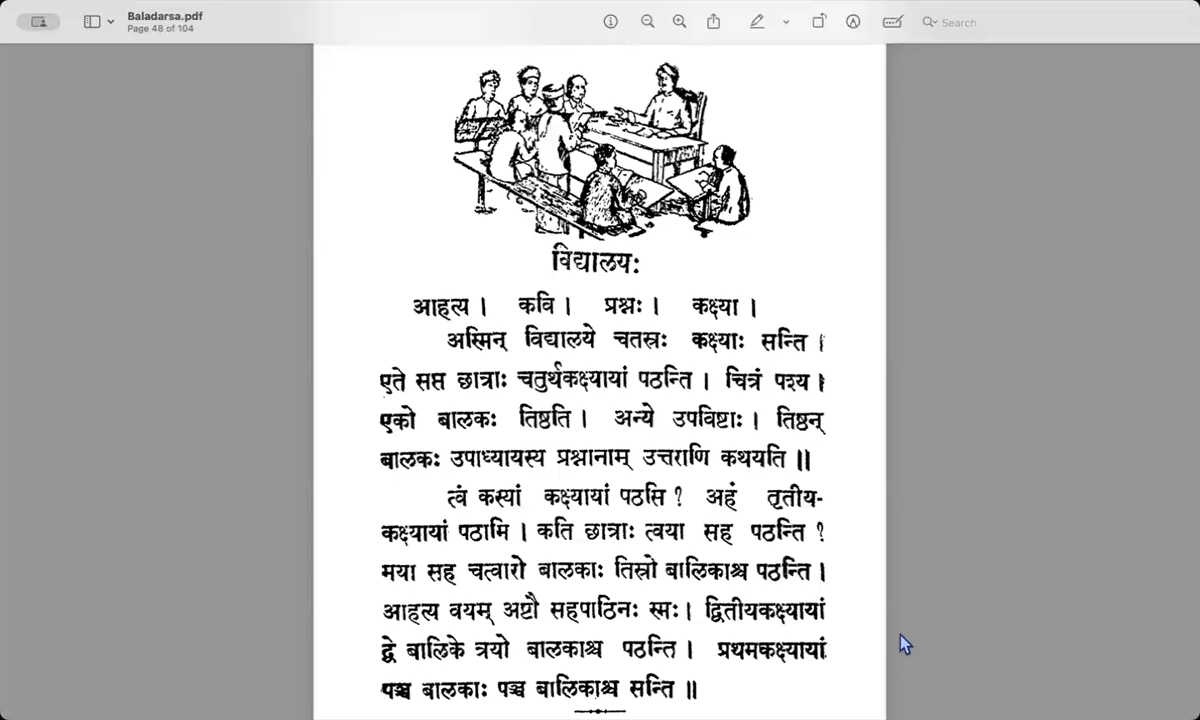 Baladarsa.pdf
Page 48 of 104
Search
विद्यालयः
आहत्य । कवि । प्रश्नः । कक्ष्या ।
अस्मिन् विद्यालये चतस्रः कक्ष्याः सन्ति ।
एते सप्त छात्राः चतुर्थकक्ष्यायां पठन्ति । चित्रं पश्य ।
एको बालकः तिष्ठति । अन्ये उपविष्टाः । तिष्ठन्
बालकः उपाध्यायस्य प्रश्नानाम् उत्तराणि कथयति ॥
त्वं कस्यां कक्ष्यायां पठसि ? अहं तृतीय-
कक्ष्यायां पठामि । कति छात्राः त्वया सह पठन्ति ?
मया सह चत्वारो बालकाः तिस्रो बालिकाश्च पठन्ति ।
आहत्य वयम् अष्टौ सहपाठिनः स्मः । द्वितीयकक्ष्यायां
द्वे बालिके त्रयो बालकाश्च पठन्ति । प्रथमकक्ष्यायां
पञ्च बालकाः पञ्च बालिकाश्च सन्ति ॥